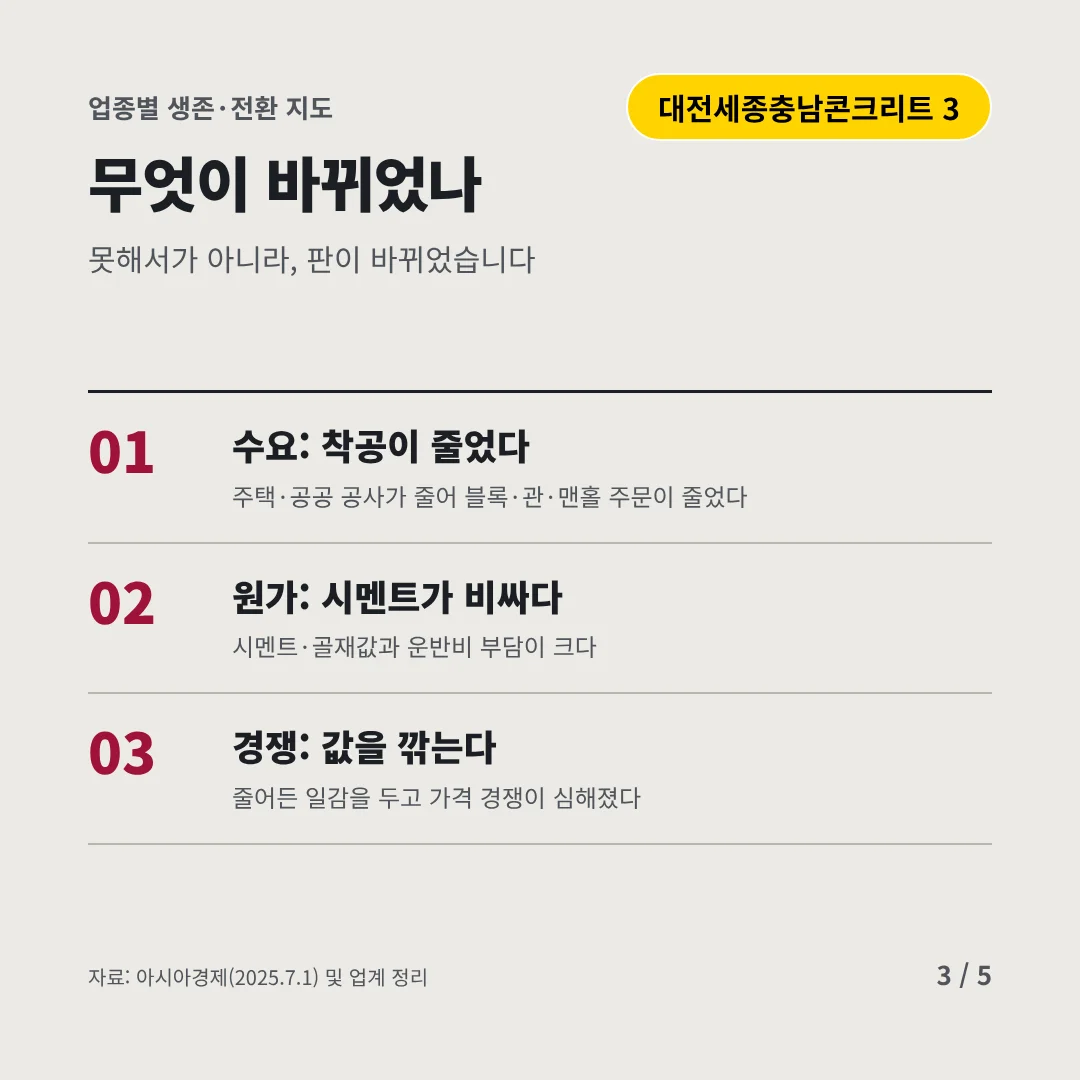 업종별 생존·전환 지도
대전세종충남콘크리트 3
무엇이 바뀌었나
못해서가 아니라, 판이 바뀌었습니다
01
수요: 착공이 줄었다
주택·공공 공사가 줄어 블록·관·맨홀 주문이 줄었다
02
원가: 시멘트가 비싸다
시멘트·골재값과 운반비 부담이 크다
03
경쟁: 값을 깎는다
줄어든 일감을 두고 가격 경쟁이 심해졌다
자료: 아시아경제(2025.7.1) 및 업계 정리
3 / 5